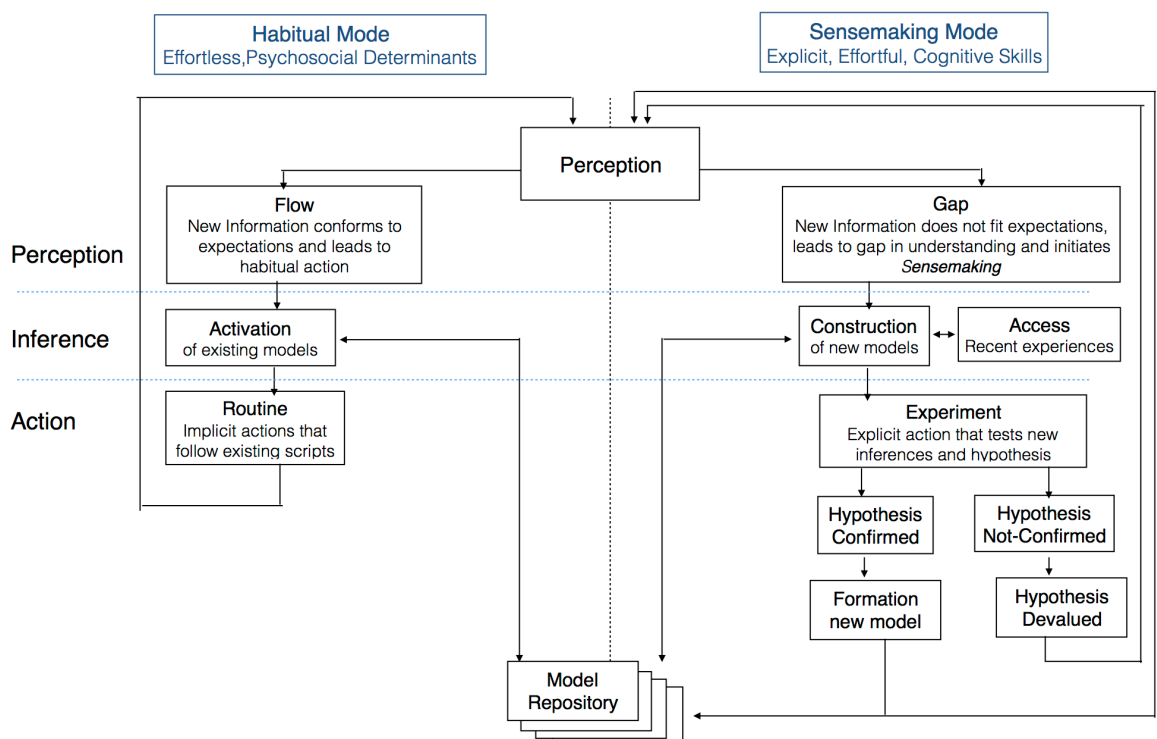 Habitual Mode
Effortless,Psychosocial Determinants
Sensemaking Mode
Explicit, Effortful, Cognitive Skills
Perception
Flow
New Information conforms to
expectations and leads to
habitual action
Gap
New Information does not fit expectations,
leads to gap in understanding and initiates
Sensemaking
Perception
Inference
Activation
of existing models
Construction
of new models
Access
Recent experiences
Action
Routine
Implicit actions that
follow existing scripts
Experiment
Explicit action that tests new
inferences and hypothesis
Hypothesis
Confirmed
Hypothesis
Not-Confirmed
Formation
new model
Hypothesis
Devalued
Model
Repository